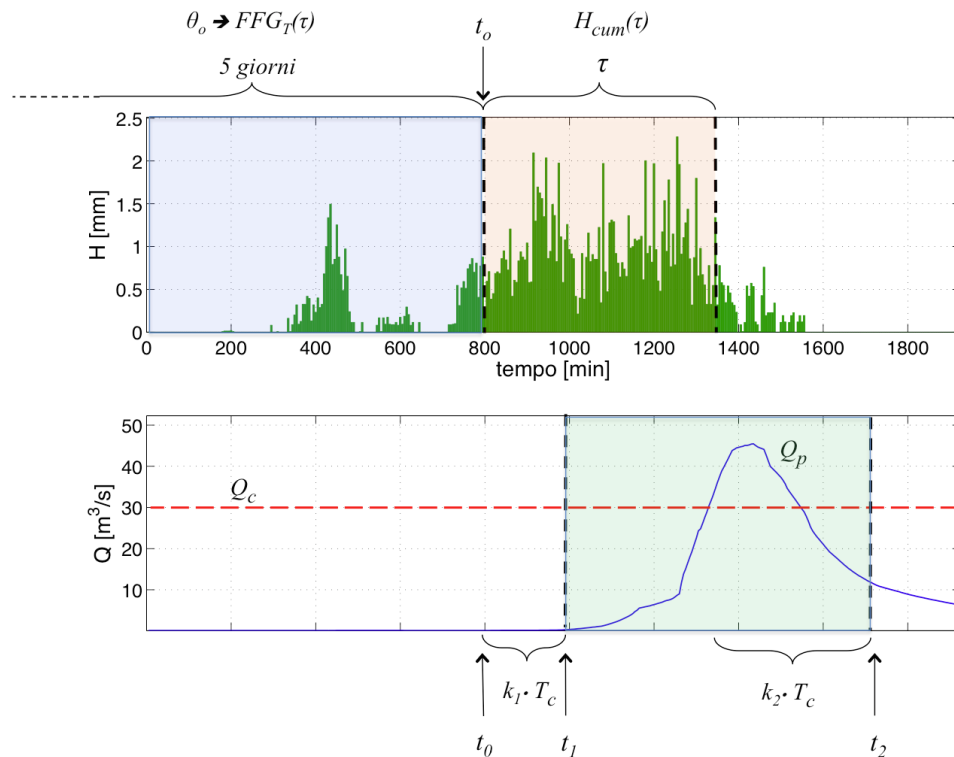 θo ➔ FFGT(τ)
to
Hcum(τ)
5 giorni
τ
2.5
2
1.5
1
0.5
0
H [mm]
0 200 400 600 800 1000 1200 1400 1600 1800
tempo [min]
50
40
30
20
10
Q [m³/s]
Qc
Qp
k1· Tc
k2· Tc
t0
t1
t2